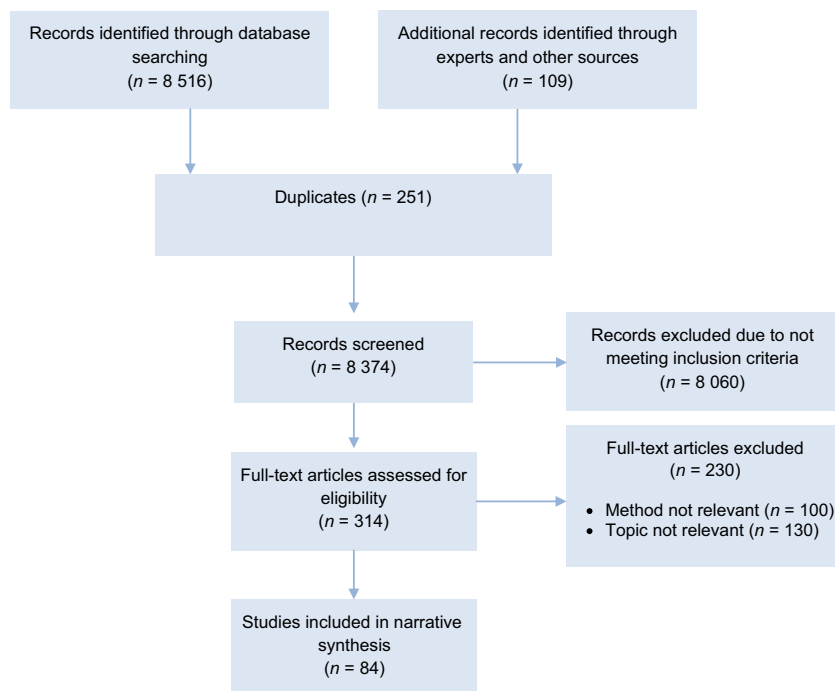 Records identified through database
searching
(n = 8 516)
Additional records identified through
experts and other sources
(n = 109)
Duplicates (n = 251)
Records screened
(n = 8 374)
Records excluded due to not
meeting inclusion criteria
(n = 8 060)
Full-text articles assessed for
eligibility
(n = 314)
Full-text articles excluded
(n = 230)
• Method not relevant (n = 100)
• Topic not relevant (n = 130)
Studies included in narrative
synthesis
(n = 84)